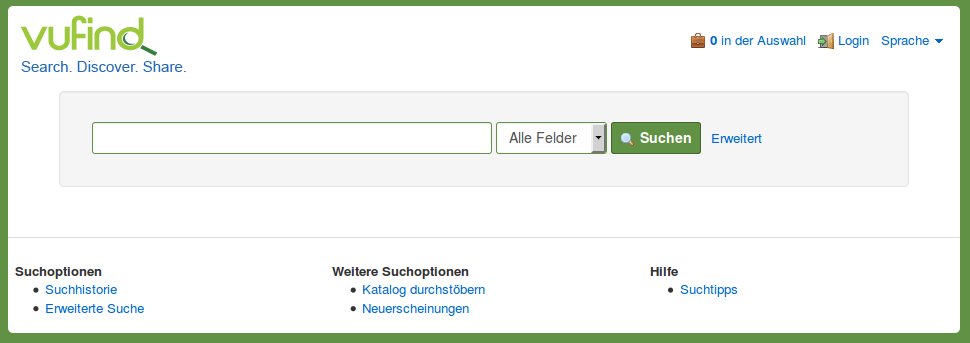 vufind
Search. Discover. Share.
0 in der Auswahl Login Sprache
Alle Felder Suchen Erweitert
Suchoptionen
Suchhistorie
Erweiterte Suche
Weitere Suchoptionen
Katalog durchstöbern
Neuerscheinungen
Hilfe
Suchtipps